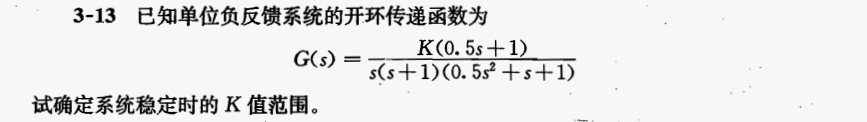 3-13 已知单位负反馈系统的开环传递函数为
G(s) = K(0.5s+1) / s(s+1)(0.5s²+s+1)
试确定系统稳定时的 K 值范围。